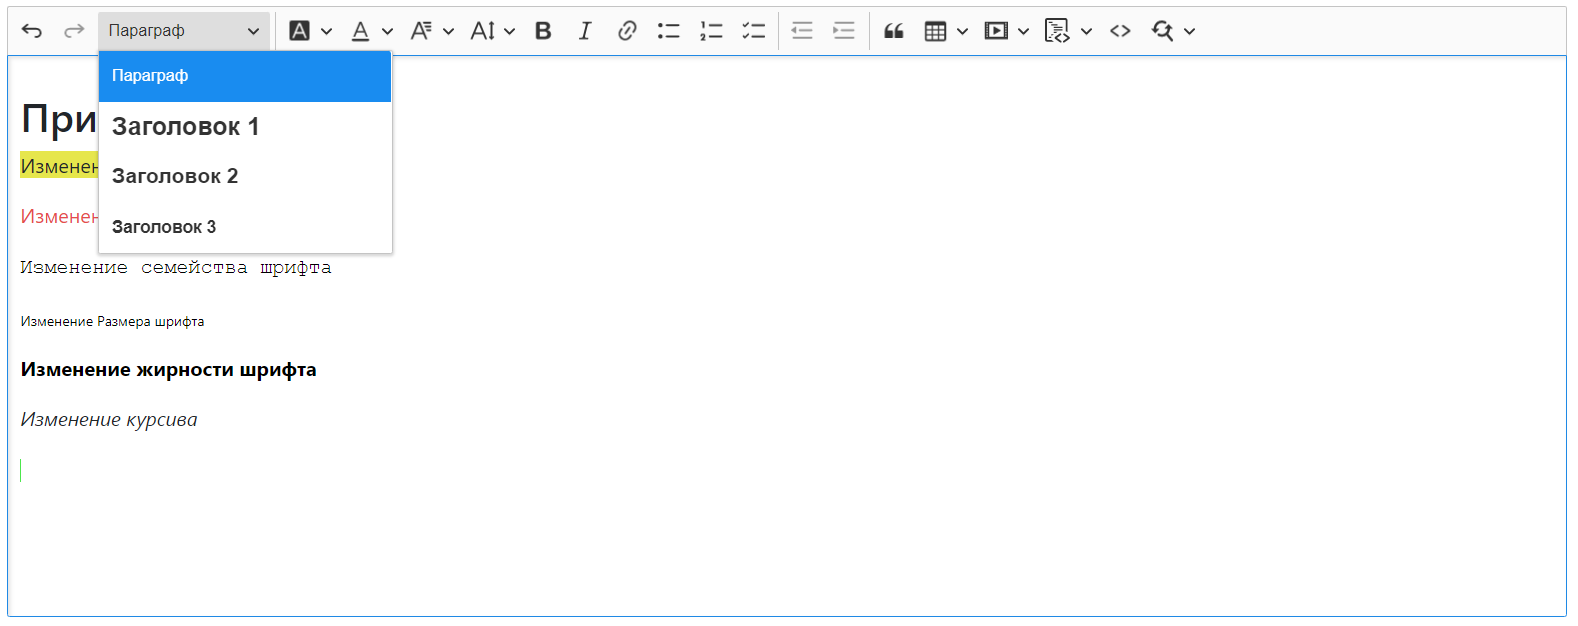 Параграф
Параграф
Заголовок 1
Заголовок 2
Заголовок 3
При
Изменен
Изменен
Изменение семейства шрифта
Изменение Размера шрифта
Изменение жирности шрифта
Изменение курсива